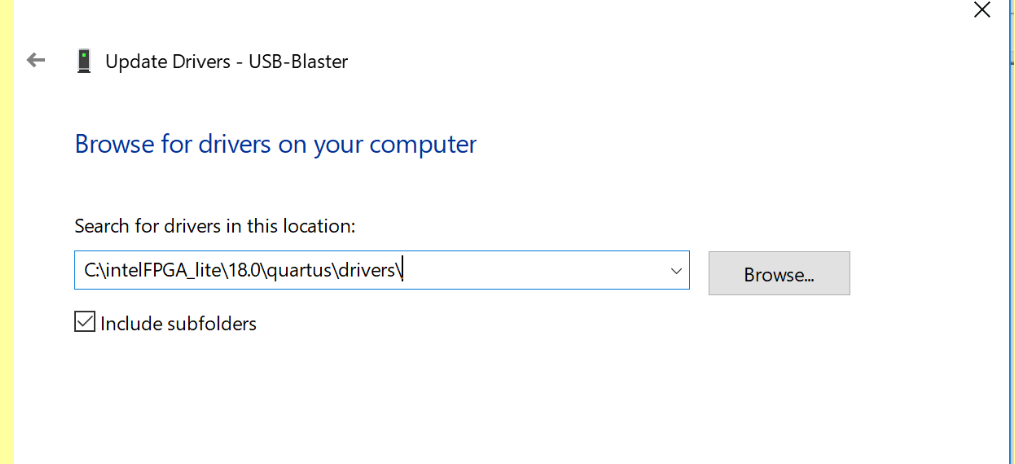 Update Drivers - USB-Blaster
Browse for drivers on your computer
Search for drivers in this location:
C:\intelFPGA_lite\18.0\quartus\drivers\
Browse...
Include subfolders